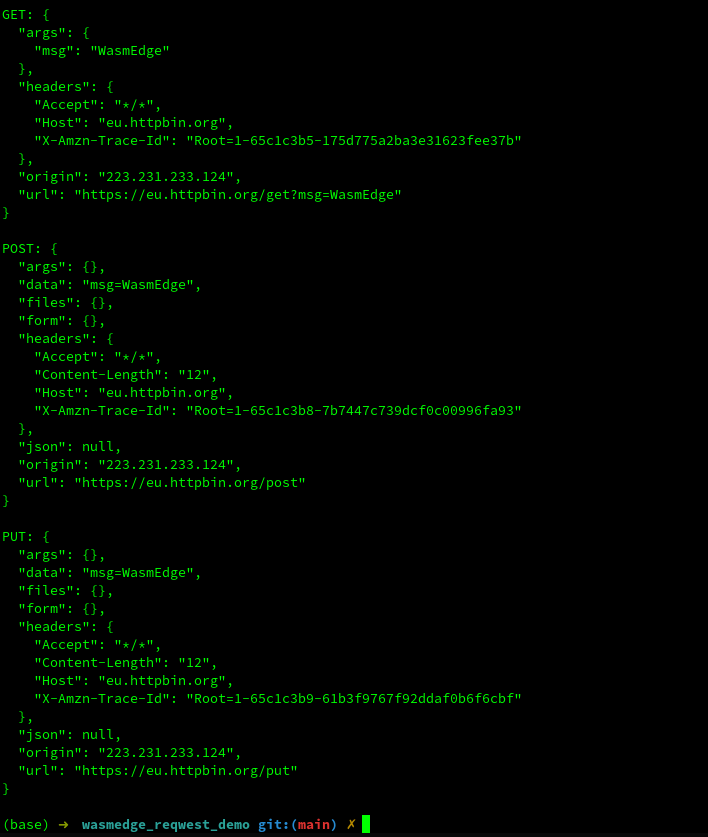 GET: {
  "args": {
    "msg": "WasmEdge"
  },
  "headers": {
    "Accept": "*/*",
    "Host": "eu.httpbin.org",
    "X-Amzn-Trace-Id": "Root=1-65c1c3b5-175d775a2ba3e31623fee37b"
  },
  "origin": "223.231.233.124",
  "url": "https://eu.httpbin.org/get?msg=WasmEdge"
}

POST: {
  "args": {},
  "data": "msg=WasmEdge",
  "files": {},
  "form": {},
  "headers": {
    "Accept": "*/*",
    "Content-Length": "12",
    "Host": "eu.httpbin.org",
    "X-Amzn-Trace-Id": "Root=1-65c1c3b8-7b7447c739dcf0c00996fa93"
  },
  "json": null,
  "origin": "223.231.233.124",
  "url": "https://eu.httpbin.org/post"
}

PUT: {
  "args": {},
  "data": "msg=WasmEdge",
  "files": {},
  "form": {},
  "headers": {
    "Accept": "*/*",
    "Content-Length": "12",
    "Host": "eu.httpbin.org",
    "X-Amzn-Trace-Id": "Root=1-65c1c3b9-61b3f9767f92ddaf0b6f6cbf"
  },
  "json": null,
  "origin": "223.231.233.124",
  "url": "https://eu.httpbin.org/put"
}

(base) → wasmedge_reqwest_demo git:(main) ✗